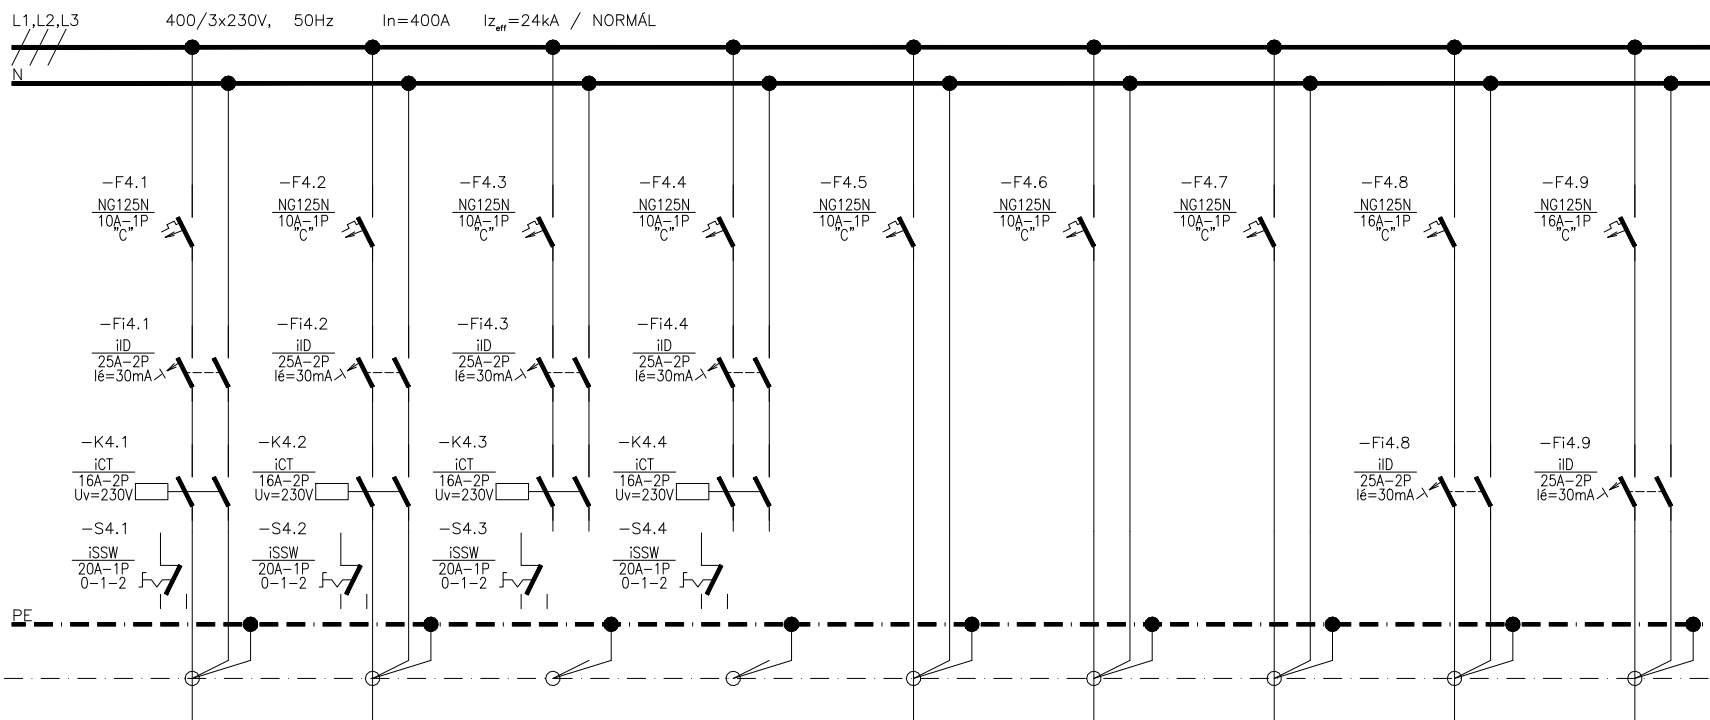 L1,L2,L3 400/3x230V, 50Hz In=400A Iz_eff=24kA / NORMÁL
N
-F4.1 -F4.2 -F4.3 -F4.4 -F4.5 -F4.6 -F4.7 -F4.8 -F4.9
NG125N NG125N NG125N NG125N NG125N NG125N NG125N NG125N NG125N
10A-1P 10A-1P 10A-1P 10A-1P 10A-1P 10A-1P 10A-1P 16A-1P 16A-1P
"C" "C" "C" "C" "C" "C" "C" "C" "C"
-Fi4.1 -Fi4.2 -Fi4.3 -Fi4.4
iID iID iID iID
25A-2P 25A-2P 25A-2P 25A-2P
Ié=30mA Ié=30mA Ié=30mA Ié=30mA
-K4.1 -K4.2 -K4.3 -K4.4 -Fi4.8 -Fi4.9
iCT iCT iCT iCT iID iID
16A-2P 16A-2P 16A-2P 16A-2P 25A-2P 25A-2P
Uv=230V Uv=230V Uv=230V Uv=230V Ié=30mA Ié=30mA
-S4.1 -S4.2 -S4.3 -S4.4
iSSW iSSW iSSW iSSW
20A-1P 20A-1P 20A-1P 20A-1P
0-1-2 0-1-2 0-1-2 0-1-2
PE